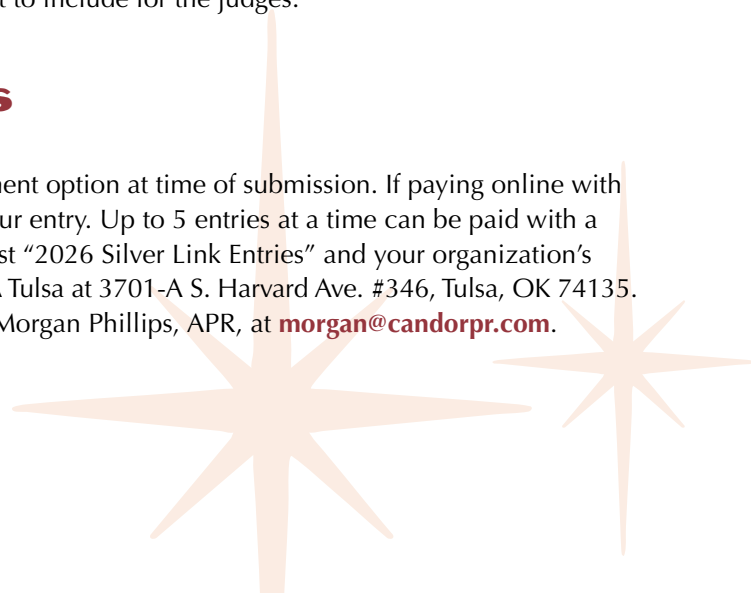 to include for the judges.
s
ent option at time of submission. If paying online with
ur entry. Up to 5 entries at a time can be paid with a
st “2026 Silver Link Entries” and your organization’s
Tulsa at 3701-A S. Harvard Ave. #346, Tulsa, OK 74135.
Morgan Phillips, APR, at morgan@candorpr.com.